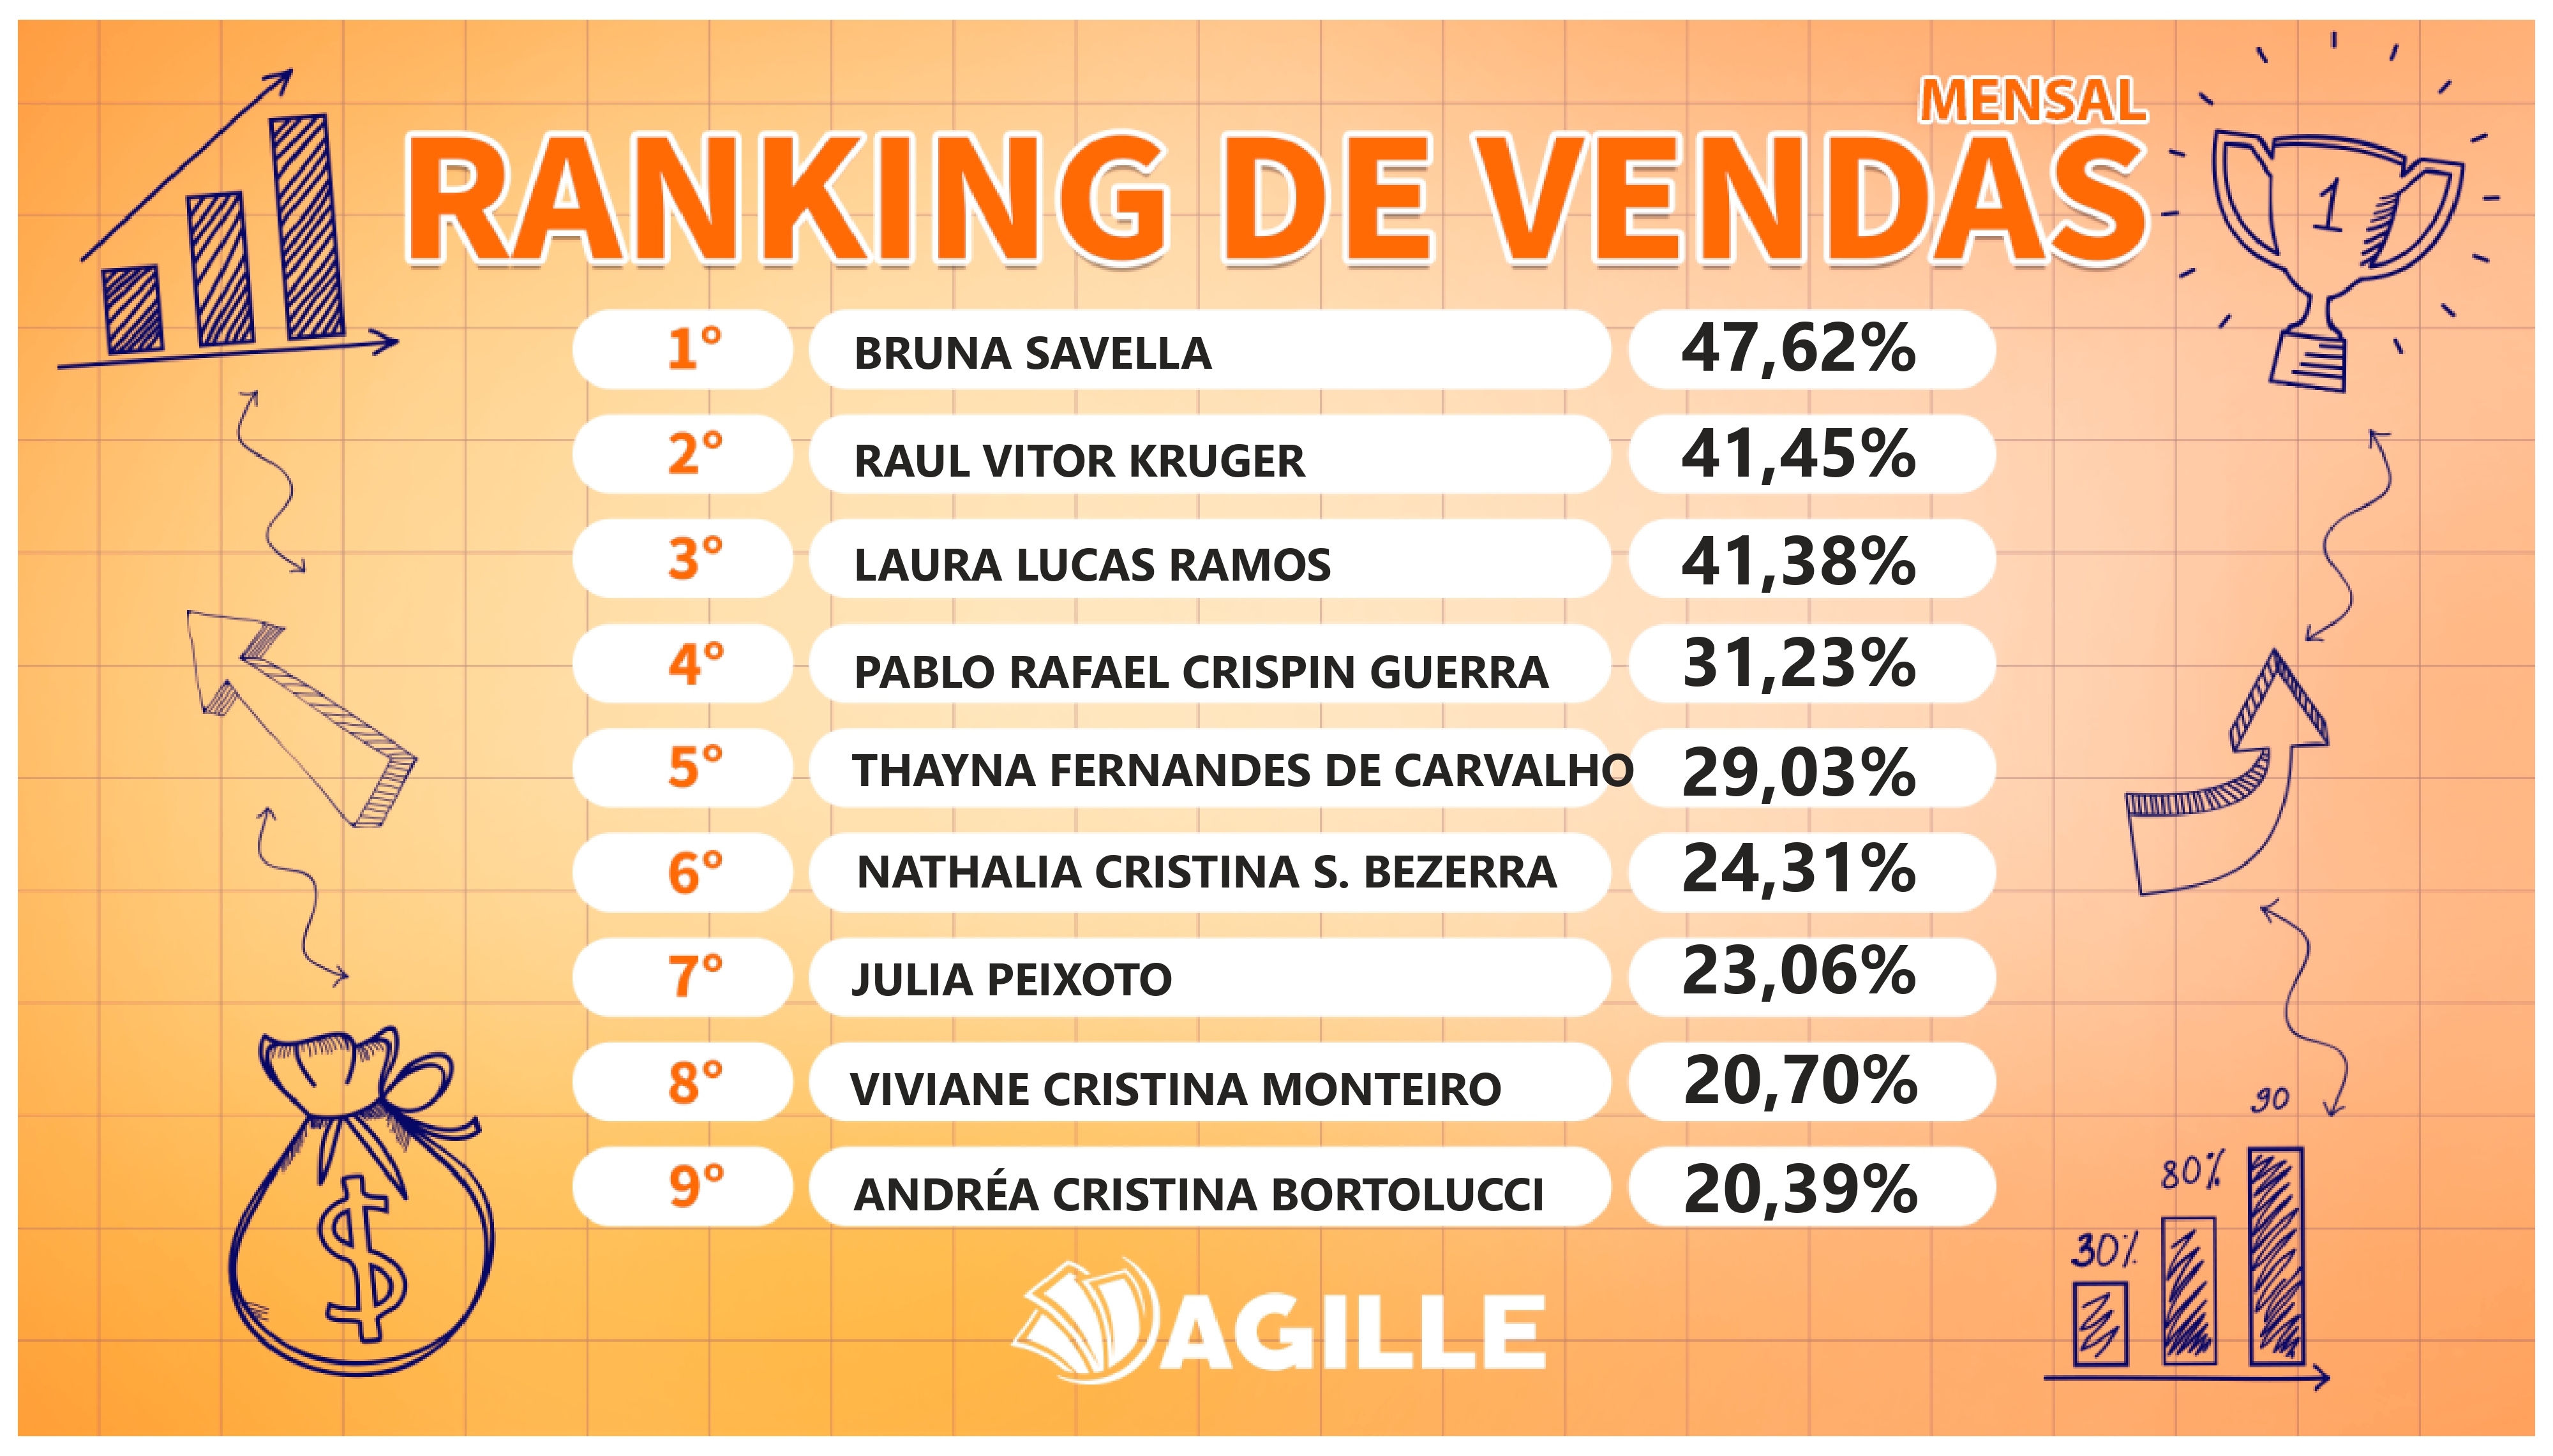 MENSAL
RANKING DE VENDAS
1
1° BRUNA SAVELLA 47,62%
2° RAUL VITOR KRUGER 41,45%
3° LAURA LUCAS RAMOS 41,38%
4° PABLO RAFAEL CRISPIN GUERRA 31,23%
5° THAYNA FERNANDES DE CARVALHO 29,03%
6° NATHALIA CRISTINA S. BEZERRA 24,31%
7° JULIA PEIXOTO 23,06%
8° VIVIANE CRISTINA MONTEIRO 20,70%
9° ANDRÉA CRISTINA BORTOLUCCI 20,39%
90
80%
30%
$
AGILLE